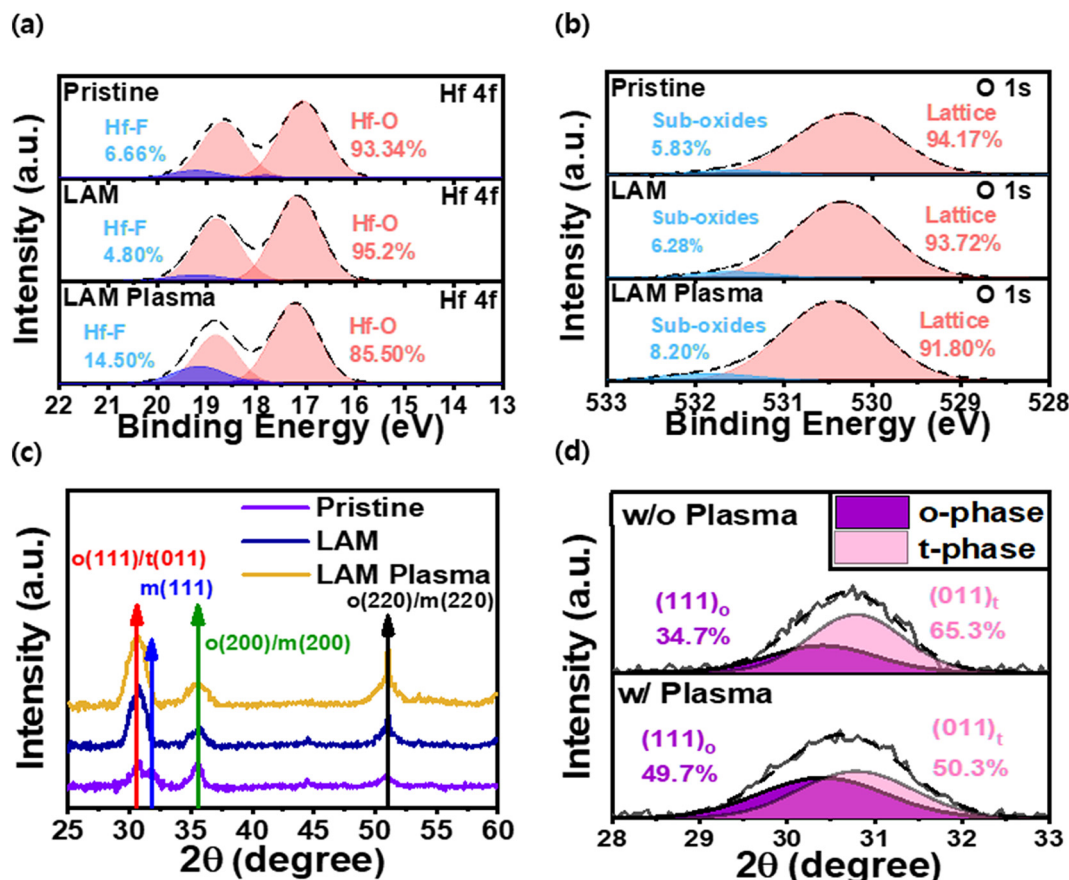 (a)
Intensity (a.u.)
Pristine
Hf 4f
Hf-F
6.66%
Hf-O
93.34%
LAM
Hf 4f
Hf-F
4.80%
Hf-O
95.2%
LAM Plasma
Hf 4f
Hf-F
14.50%
Hf-O
85.50%
22 21 20 19 18 17 16 15 14 13
Binding Energy (eV)
(b)
Intensity (a.u.)
Pristine
O 1s
Sub-oxides
5.83%
Lattice
94.17%
LAM
O 1s
Sub-oxides
6.28%
Lattice
93.72%
LAM Plasma
O 1s
Sub-oxides
8.20%
Lattice
91.80%
533 532 531 530 529 528
Binding Energy (eV)
(c)
Intensity (a.u.)
Pristine
LAM
LAM Plasma
o(111)/t(011)
m(111)
o(200)/m(200)
o(220)/m(220)
25 30 35 40 45 50 55 60
2θ (degree)
(d)
Intensity (a.u.)
w/o Plasma
o-phase
t-phase
(111)o
34.7%
(011)t
65.3%
w/ Plasma
(111)o
49.7%
(011)t
50.3%
28 29 30 31 32 33
2θ (degree)